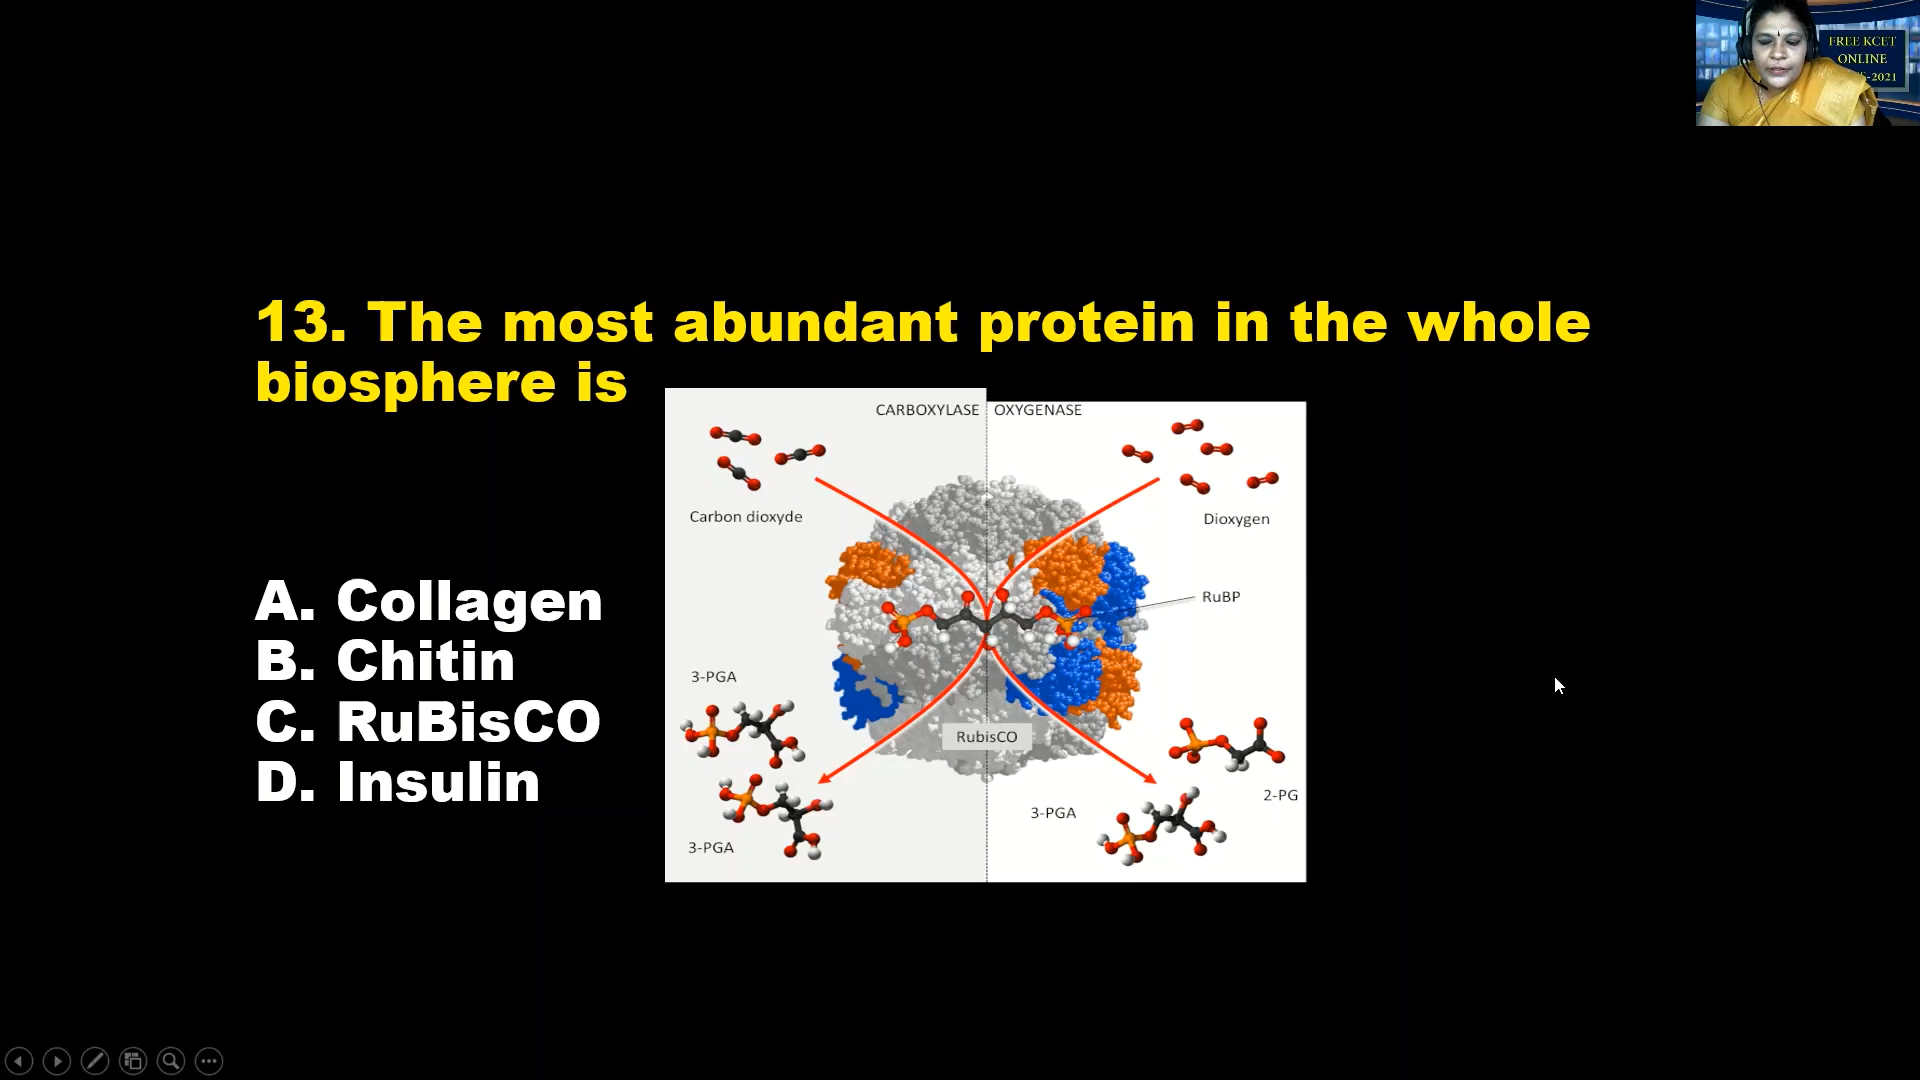 FREE KCET
ONLINE
-2021
13. The most abundant protein in the whole
biosphere is
CARBOXYLASE OXYGENASE
Carbon dioxyde
Dioxygen
RuBP
A. Collagen
B. Chitin
C. RuBisCO
D. Insulin
3-PGA
RubisCO
2-PG
3-PGA
3-PGA